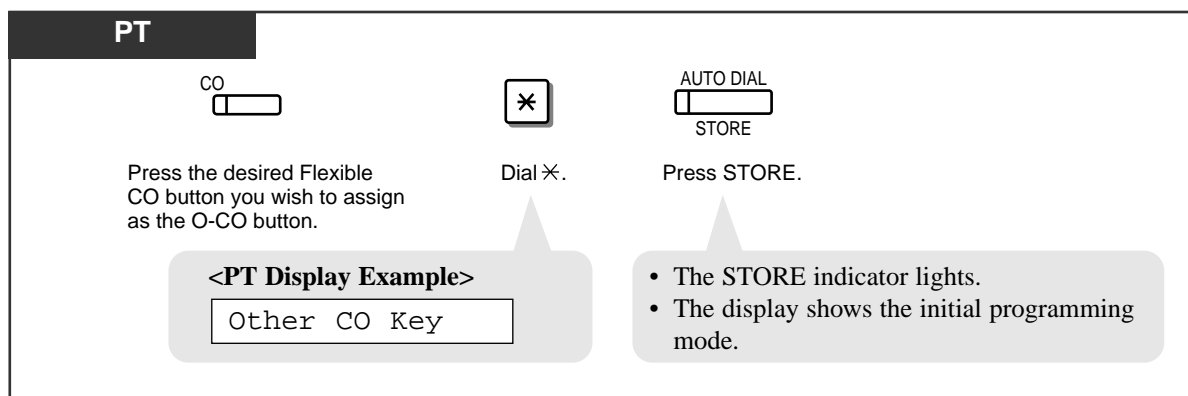 PT
CO
AUTO DIAL
STORE
Press the desired Flexible
CO button you wish to assign
as the O-CO button.
Dial ✳.
Press STORE.
<PT Display Example>
Other CO Key
• The STORE indicator lights.
• The display shows the initial programming
mode.